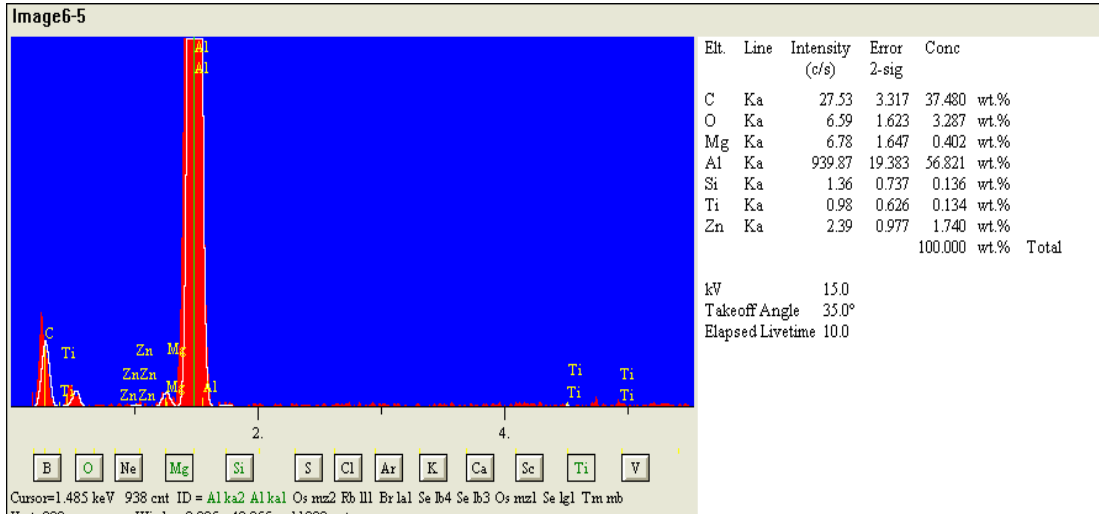 Image6-5
Elt. Line Intensity Error Conc
(c/s) 2-sig
C Ka 27.53 3.317 37.480 wt.%
O Ka 6.59 1.623 3.287 wt.%
Mg Ka 6.78 1.647 0.402 wt.%
Al Ka 939.87 19.383 56.821 wt.%
Si Ka 1.36 0.737 0.136 wt.%
Ti Ka 0.98 0.626 0.134 wt.%
Zn Ka 2.39 0.977 1.740 wt.%
100.000 wt.% Total
kV 15.0
Takeoff Angle 35.0°
Elapsed Livetime 10.0
Al
Al
C
Ti Zn Mg
ZnZn Ti Ti
Ti ZnZn Mg Al Ti Ti
2. 4.
B O Ne Mg Si S Cl Ar K Ca Sc Ti V
Cursor=1.485 keV 938 cnt ID = Al ka2 Al ka1 Os mz2 Rb ll1 Br la1 Se lb4 Se lb3 Os mz1 Se lg1 Tm mb